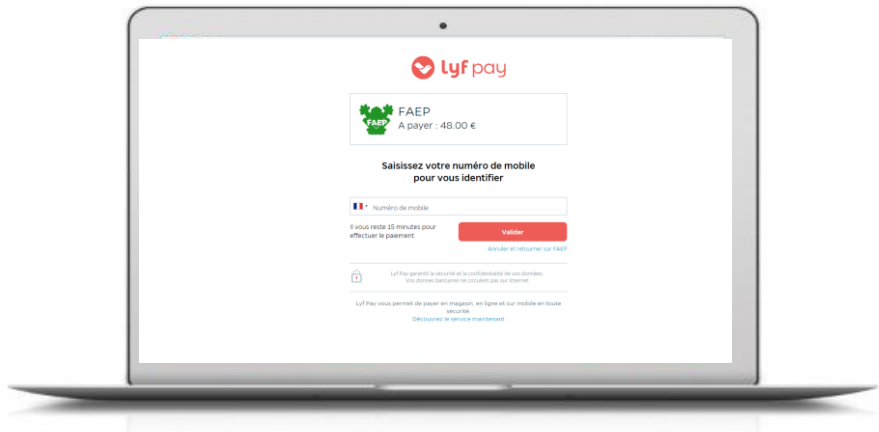 lyf pay
FAEP
FAEP
A payer : 48.00 €
Saisissez votre numéro de mobile
pour vous identifier
Numéro de mobile
Il vous reste 15 minutes pour
effectuer le paiement
Valider
Annuler et retourner sur FAEP
Lyf Pay garantit la sécurité et la confidentialité de vos données.
Vos donnes bancaires ne circulent pas sur internet
Lyf Pay vous permet de payer en magasin, en ligne et sur mobile en toute
sécurité.
Découvrez le service maintenant